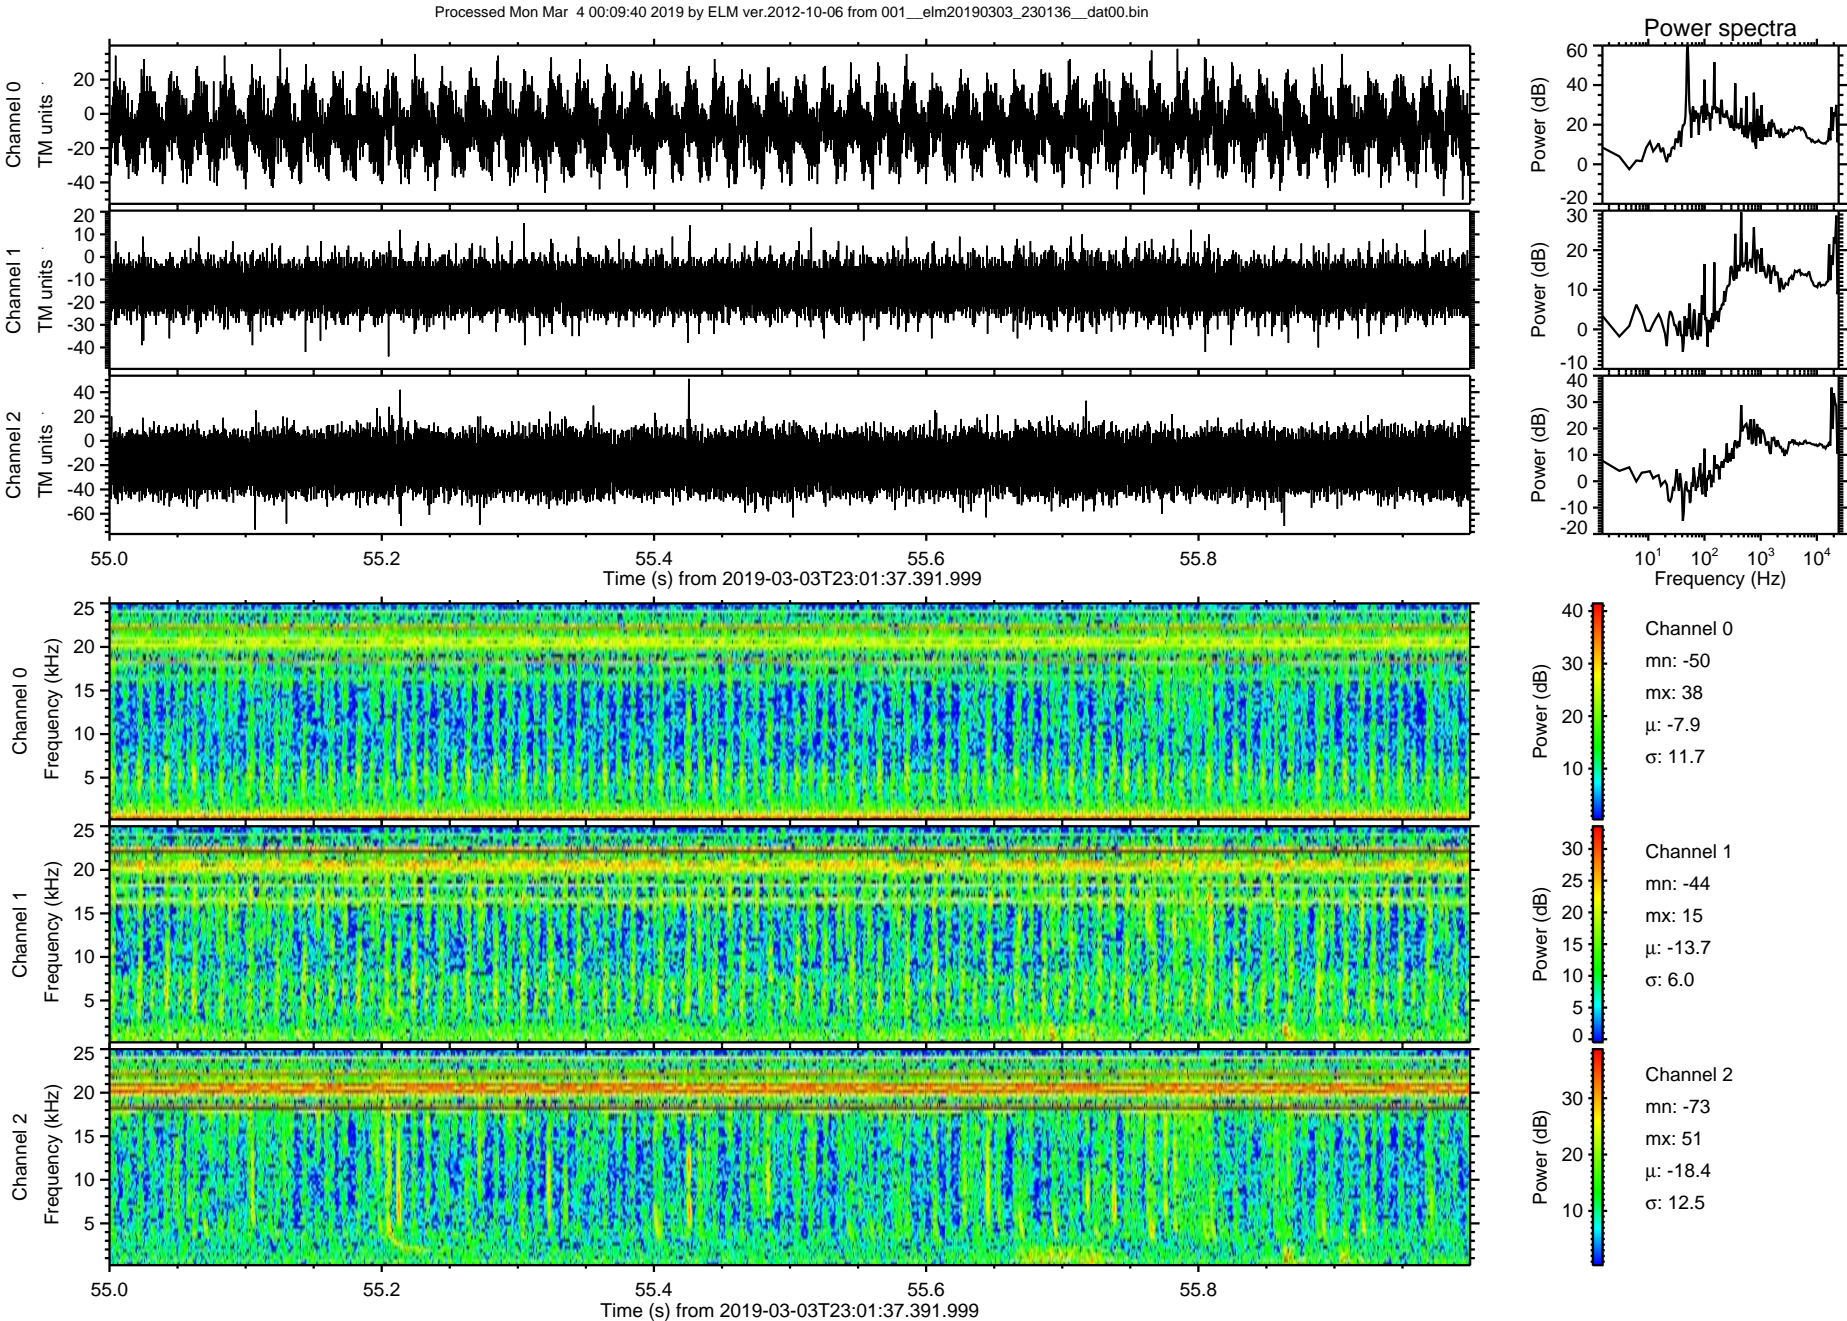 Processed Mon Mar  4 00:09:40 2019 by ELM ver.2012-10-06 from 001__elm20190303_230136__dat00.bin
Power spectra
Channel 0
TM units
20
0
-20
-40
Power (dB)
60
40
20
0
-20
Channel 1
TM units
20
10
0
-10
-20
-30
-40
Power (dB)
30
20
10
0
-10
Channel 2
TM units
40
20
0
-20
-40
-60
Power (dB)
40
30
20
10
0
-10
-20
55.0 55.2 55.4 55.6 55.8
Time (s) from 2019-03-03T23:01:37.391.999
10¹ 10² 10³ 10⁴
Frequency (Hz)
Channel 0
Frequency (kHz)
25
20
15
10
5
Power (dB)
40
30
20
10
Channel 0
mn: -50
mx: 38
μ: -7.9
σ: 11.7
Channel 1
Frequency (kHz)
25
20
15
10
5
Power (dB)
30
25
20
15
10
5
0
Channel 1
mn: -44
mx: 15
μ: -13.7
σ: 6.0
Channel 2
Frequency (kHz)
25
20
15
10
5
Power (dB)
30
20
10
Channel 2
mn: -73
mx: 51
μ: -18.4
σ: 12.5
55.0 55.2 55.4 55.6 55.8
Time (s) from 2019-03-03T23:01:37.391.999